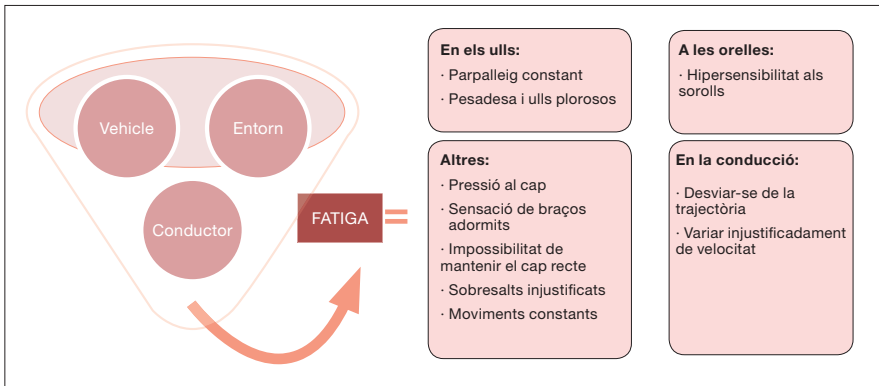 Vehicle
Entorn
Conductor
FATIGA
=
En els ulls:
· Parpalleig constant
· Pesadesa i ulls plorosos
A les orelles:
· Hipersensibilitat als
sorolls
Altres:
· Pressió al cap
· Sensació de braços
adormits
· Impossibilitat de
mantenir el cap recte
· Sobresalts injustificats
· Moviments constants
En la conducció:
· Desviar-se de la
trajectòria
· Variar injustificadament
de velocitat